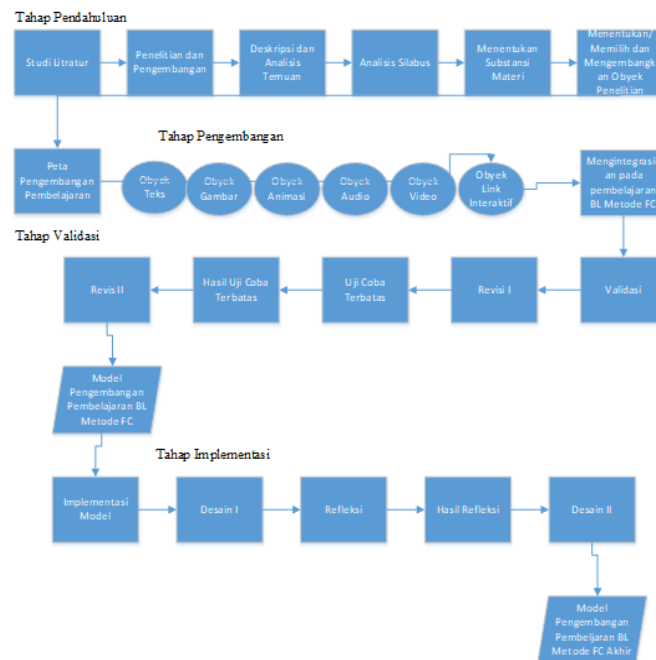 Tahap Pendahuluan
Studi Litratur
Penelitian dan
Pengembangan
Deskripsi dan
Analisis
Temuan
Analisis Silabus
Menentukan
Substansi
Materi
Menentukan/
Memilih dan
Mengembangk
an Obyek
Penelitian
Tahap Pengembangan
Peta
Pengembangan
Pembelajaran
Obyek
Teks
Obyek
Gambar
Obyek
Animasi
Obyek
Audio
Obyek
Video
Obyek
Link
Interaktif
Mengintegrasi
an pada
pembelajaran
BL Metode FC
Tahap Validasi
Revis II
Hasil Uji Coba
Terbatas
Uji Coba
Terbatas
Revisi I
Validasi
Model
Pengembangan
Pembelajaran BL
Metode FC
Tahap Implementasi
Implementasi
Model
Desain I
Refleksi
Hasil Refleksi
Desain II
Model
Pengembangan
Pembeljaran BL
Metode FC Akhir